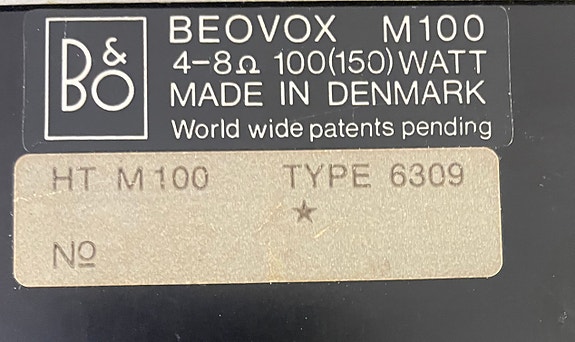 B&O
BEOVOX M100
4-8Ω 100(150) WATT
MADE IN DENMARK
World wide patents pending
HT M100 TYPE 6309
★
Nº